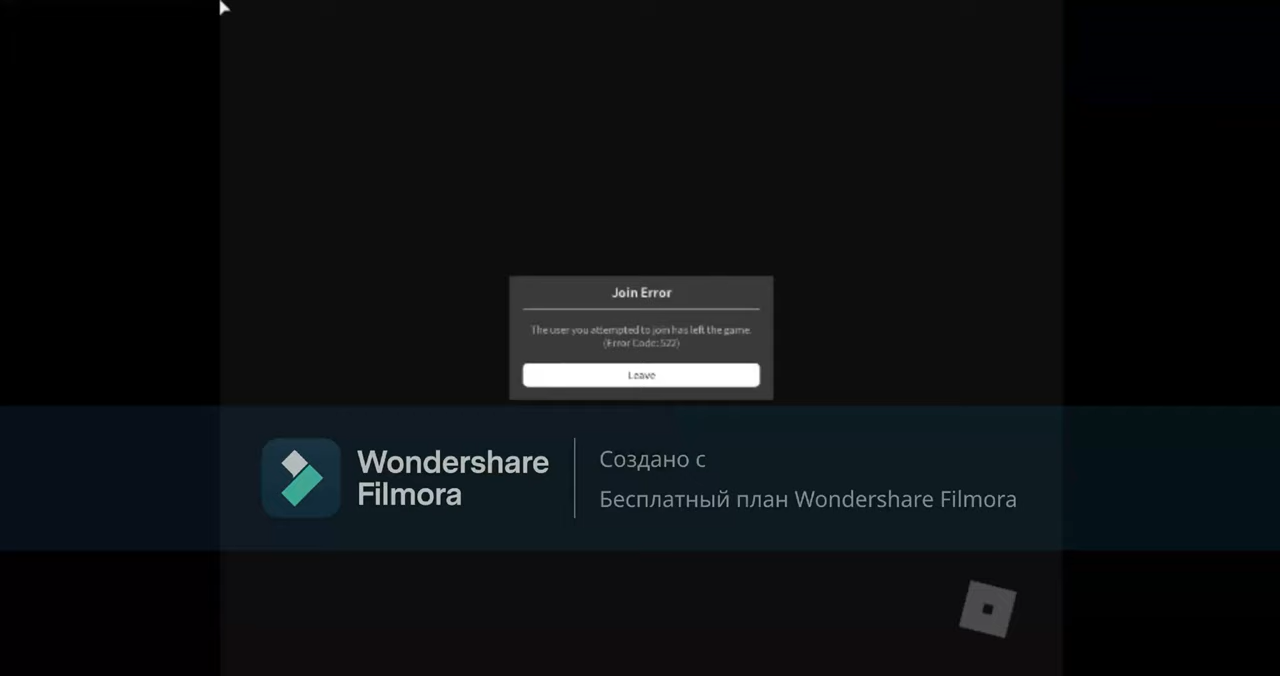 Join Error
The user you attempted to join has left the game.
(Error Code: 522)
Leave
Wondershare
Filmora
Создано с
Бесплатный план Wondershare Filmora